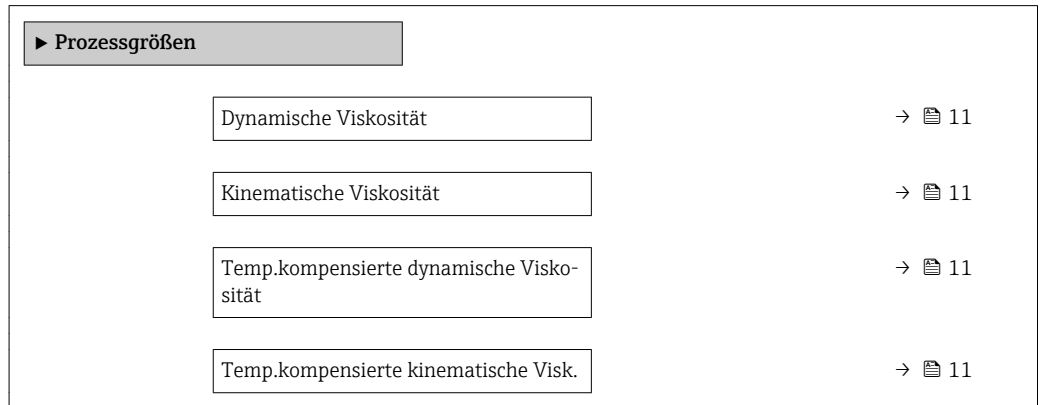 ▶ Prozessgrößen
Dynamische Viskosität → 11
Kinematische Viskosität → 11
Temp.kompensierte dynamische Visko- → 11
sität
Temp.kompensierte kinematische Visk. → 11